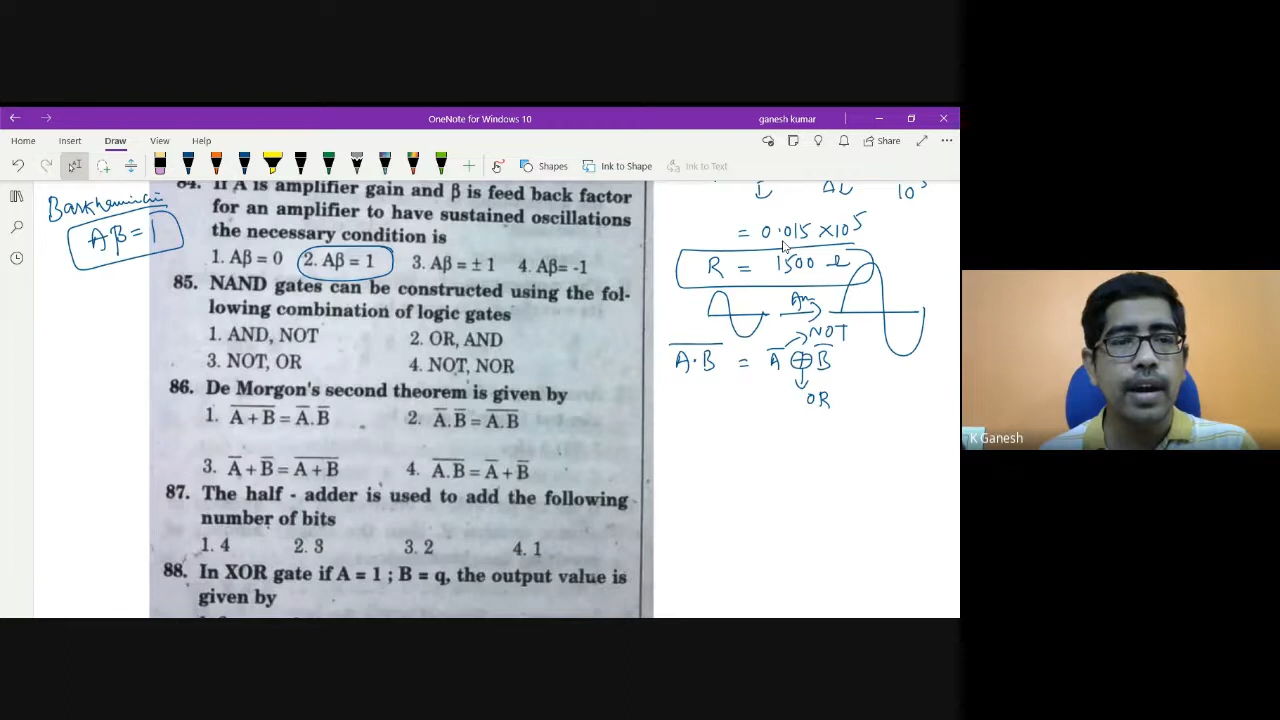 OneNote for Windows 10
ganesh kumar
Home Insert Draw View Help
Share
Shapes
Ink to Shape
Ink to Text
84. If A is amplifier gain and β is feed back factor
for an amplifier to have sustained oscillations
the necessary condition is
1. Aβ = 0 2. Aβ = 1 3. Aβ = ± 1 4. Aβ= -1
85. NAND gates can be constructed using the fol-
lowing combination of logic gates
1. AND, NOT 2. OR, AND
3. NOT, OR 4. NOT, NOR
86. De Morgon's second theorem is given by
1. A̅ ̅+̅ ̅B̅ = A̅.B̅ 2. A̅.B̅ = A̅.̅B̅
3. A̅ + B̅ = A̅ ̅+̅ ̅B̅ 4. A̅.̅B̅ = A̅ + B̅
87. The half - adder is used to add the following
number of bits
1. 4 2. 3 3. 2 4. 1
88. In XOR gate if A = 1 ; B = q, the output value is
given by
Aβ = 1
10³
= 0.015 ×10⁵
R = 1500
NOT
A̅.̅B̅ = A̅ + B̅
OR
K Ganesh